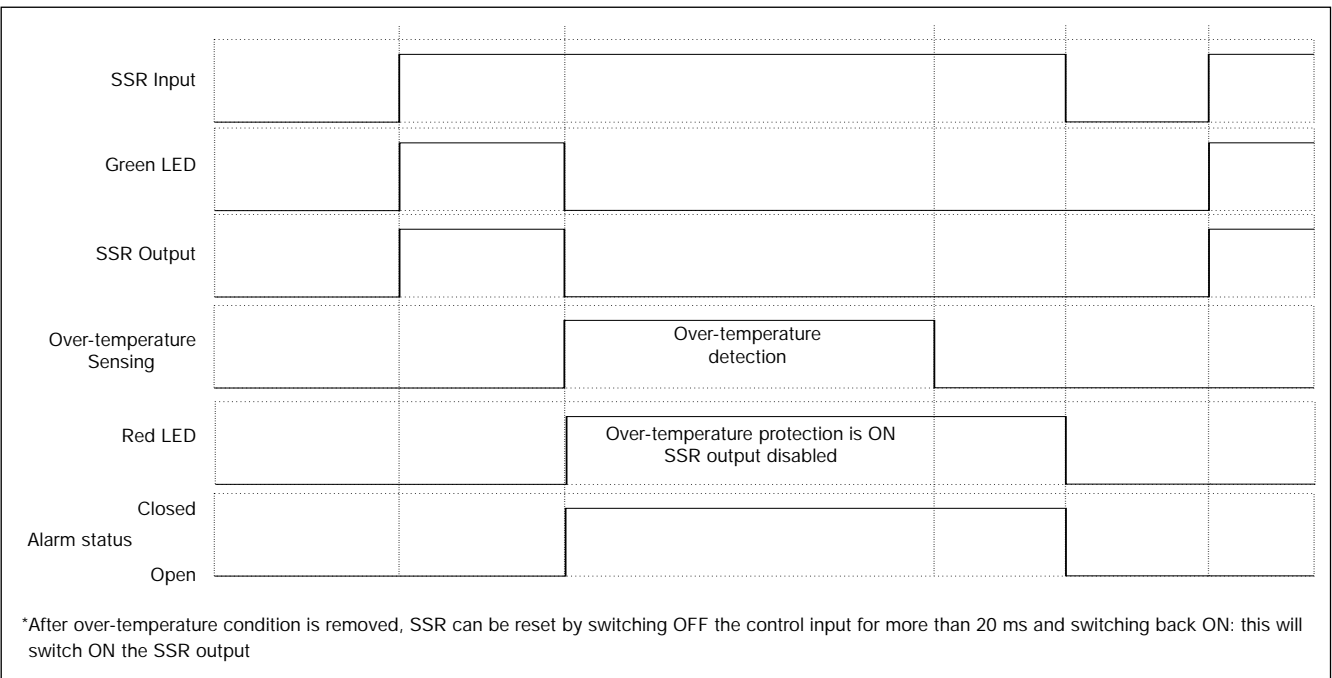 SSR Input
Green LED
SSR Output
Over-temperature
Sensing
Over-temperature
detection
Red LED
Over-temperature protection is ON
SSR output disabled
Closed
Alarm status
Open
*After over-temperature condition is removed, SSR can be reset by switching OFF the control input for more than 20 ms and switching back ON: this will
switch ON the SSR output